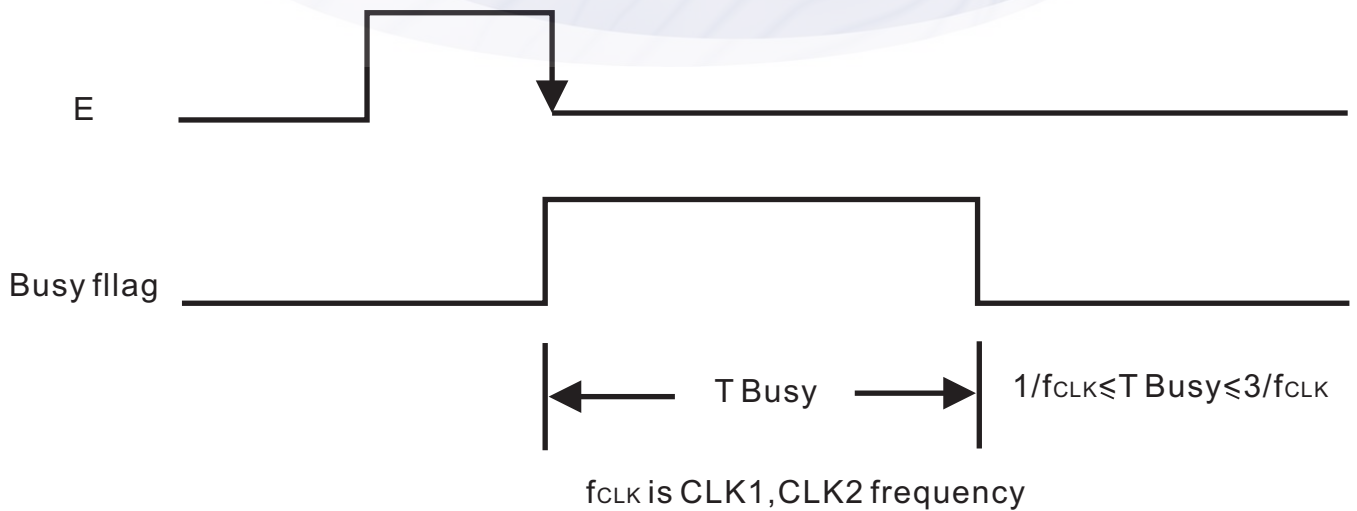 E
Busy fllag
T Busy
1/fCLK⩽T Busy⩽3/fCLK
fCLK is CLK1,CLK2 frequency